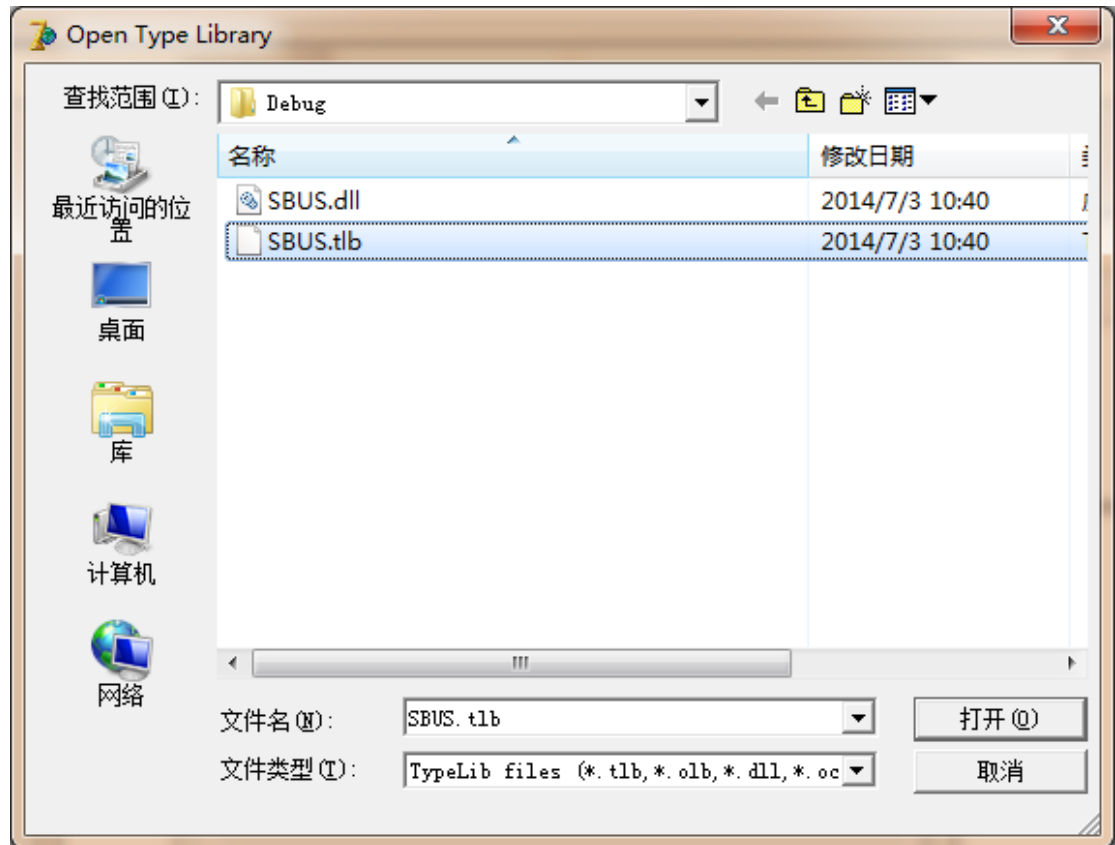 Open Type Library
查找范围(I):
Debug
名称
修改日期
SBUS.dll
2014/7/3 10:40
SBUS.tlb
2014/7/3 10:40
最近访问的位
置
桌面
库
计算机
网络
文件名(N):
SBUS.tlb
打开(O)
文件类型(T):
TypeLib files (*.tlb,*.olb,*.dll,*.oc
取消